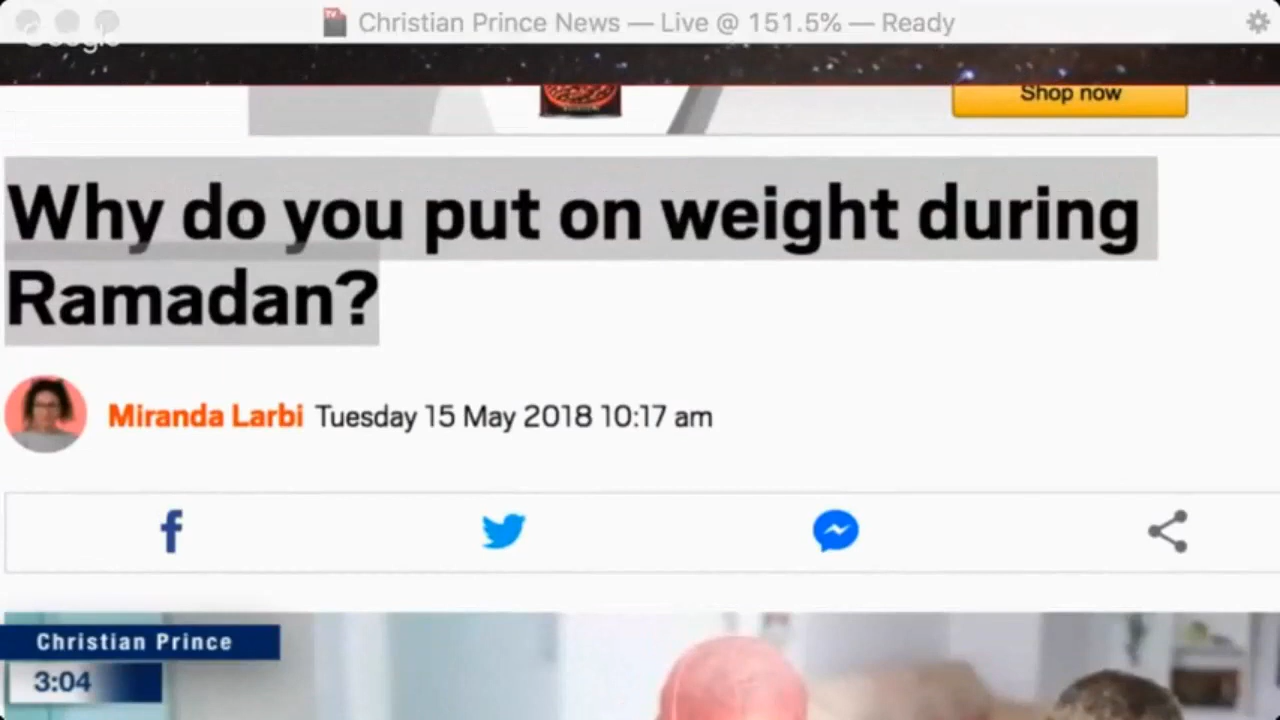 Christian Prince News — Live @ 151.5% — Ready
Google
Shop now
Why do you put on weight during
Ramadan?
Miranda Larbi Tuesday 15 May 2018 10:17 am
Christian Prince
3:04